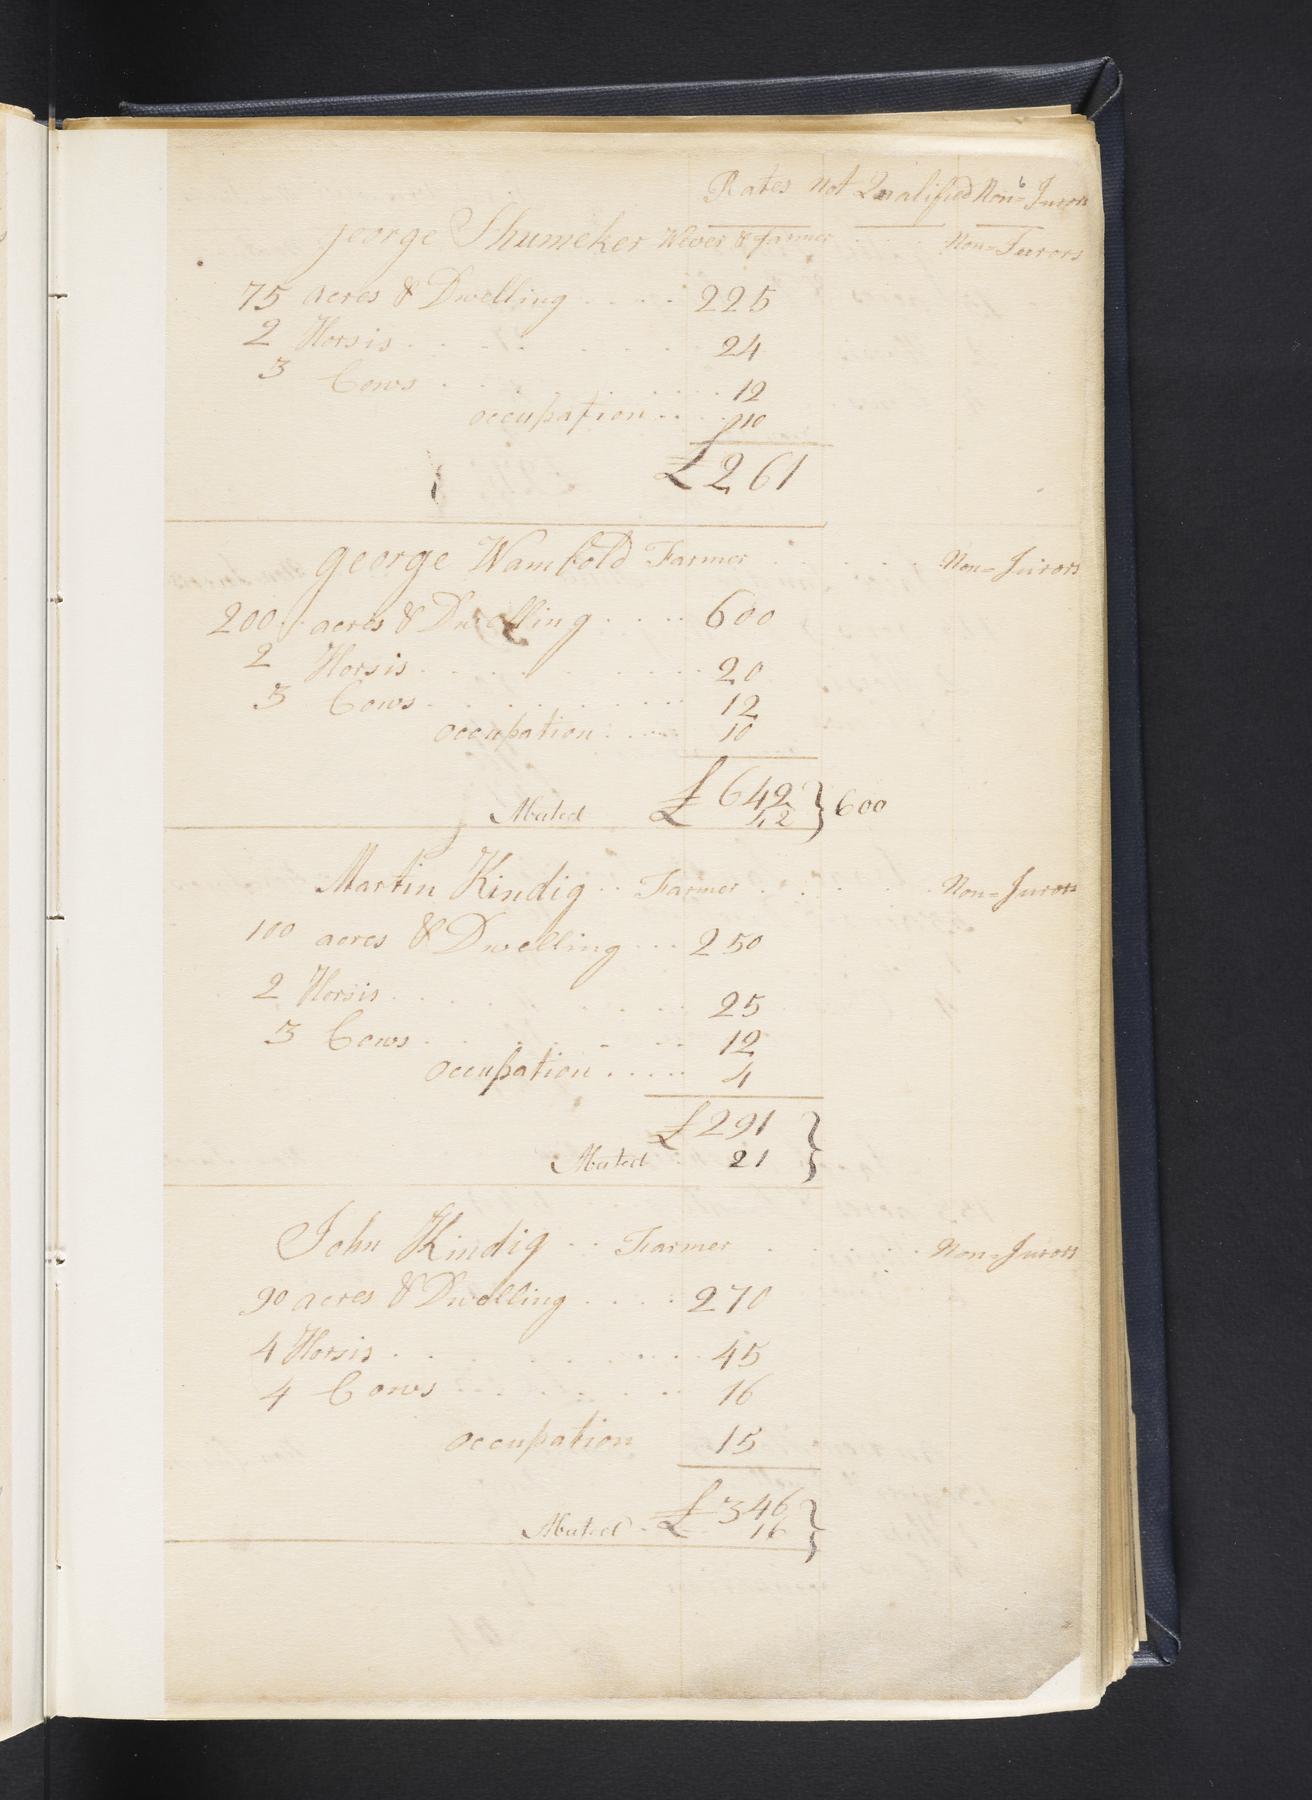 Rates not Qualified Non= Jurors
george Shumeker Wever & farmer . . . Non=Jurors
75 acres & Dwelling . . . . 225
2 Horsis . . . . . . . 24
3 Cows . . . . . . . 12
occupation . . . . 10
£261
george Wambold Farmer . . . . . Non=Jurors
200 acres & Dwelling . . . . 600
2 Horsis . . . . . . . 20
3 Cows . . . . . . . 12
occupation . . . . 10
£642
Abated 42 } 600
Martin Kindig . . Farmer . . . . . Non=Jurors
100 acres & Dwelling . . . 250
2 Horsis . . . . . . . 25
3 Cows . . . . . . . 12
occupation . . . . . 4
£291 }
Abated . 21
John Kindig . . Farmer . . . . . . Non=Jurors
90 acres & Dwelling . . . . 270
4 Horsis . . . . . . . 45
4 Cows . . . . . . . 16
occupation 15
£346 }
Abated . . 16